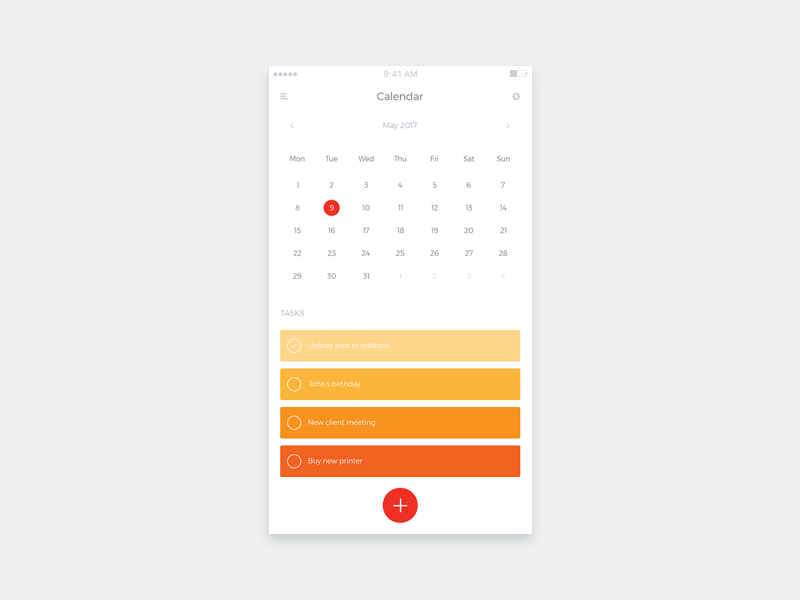 9:41 AM
Calendar
May 2017
Mon Tue Wed Thu Fri Sat Sun
1 2 3 4 5 6 7
8 9 10 11 12 13 14
15 16 17 18 19 20 21
22 23 24 25 26 27 28
29 30 31 1 2 3 4
TASKS
Upload shot to dribbble
John's birthday
New client meeting
Buy new printer